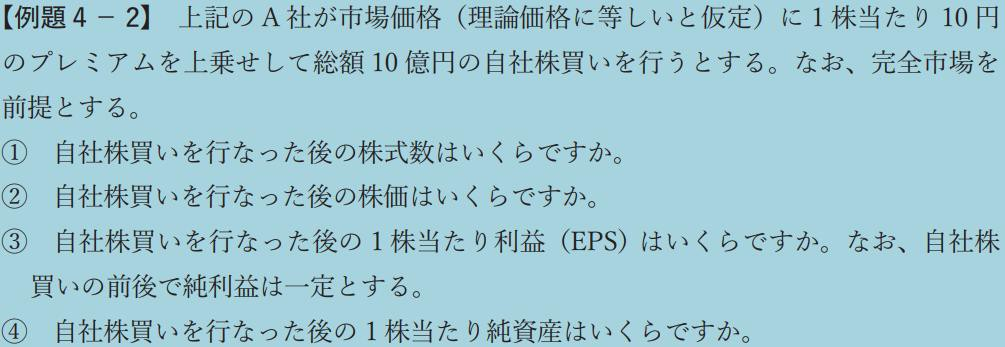 【例題4－2】　上記のA社が市場価格（理論価格に等しいと仮定）に1株当たり10円
のプレミアムを上乗せして総額10億円の自社株買いを行うとする。なお、完全市場を
前提とする。
①　自社株買いを行なった後の株式数はいくらですか。
②　自社株買いを行なった後の株価はいくらですか。
③　自社株買いを行なった後の1株当たり利益（EPS）はいくらですか。なお、自社株
買いの前後で純利益は一定とする。
④　自社株買いを行なった後の1株当たり純資産はいくらですか。